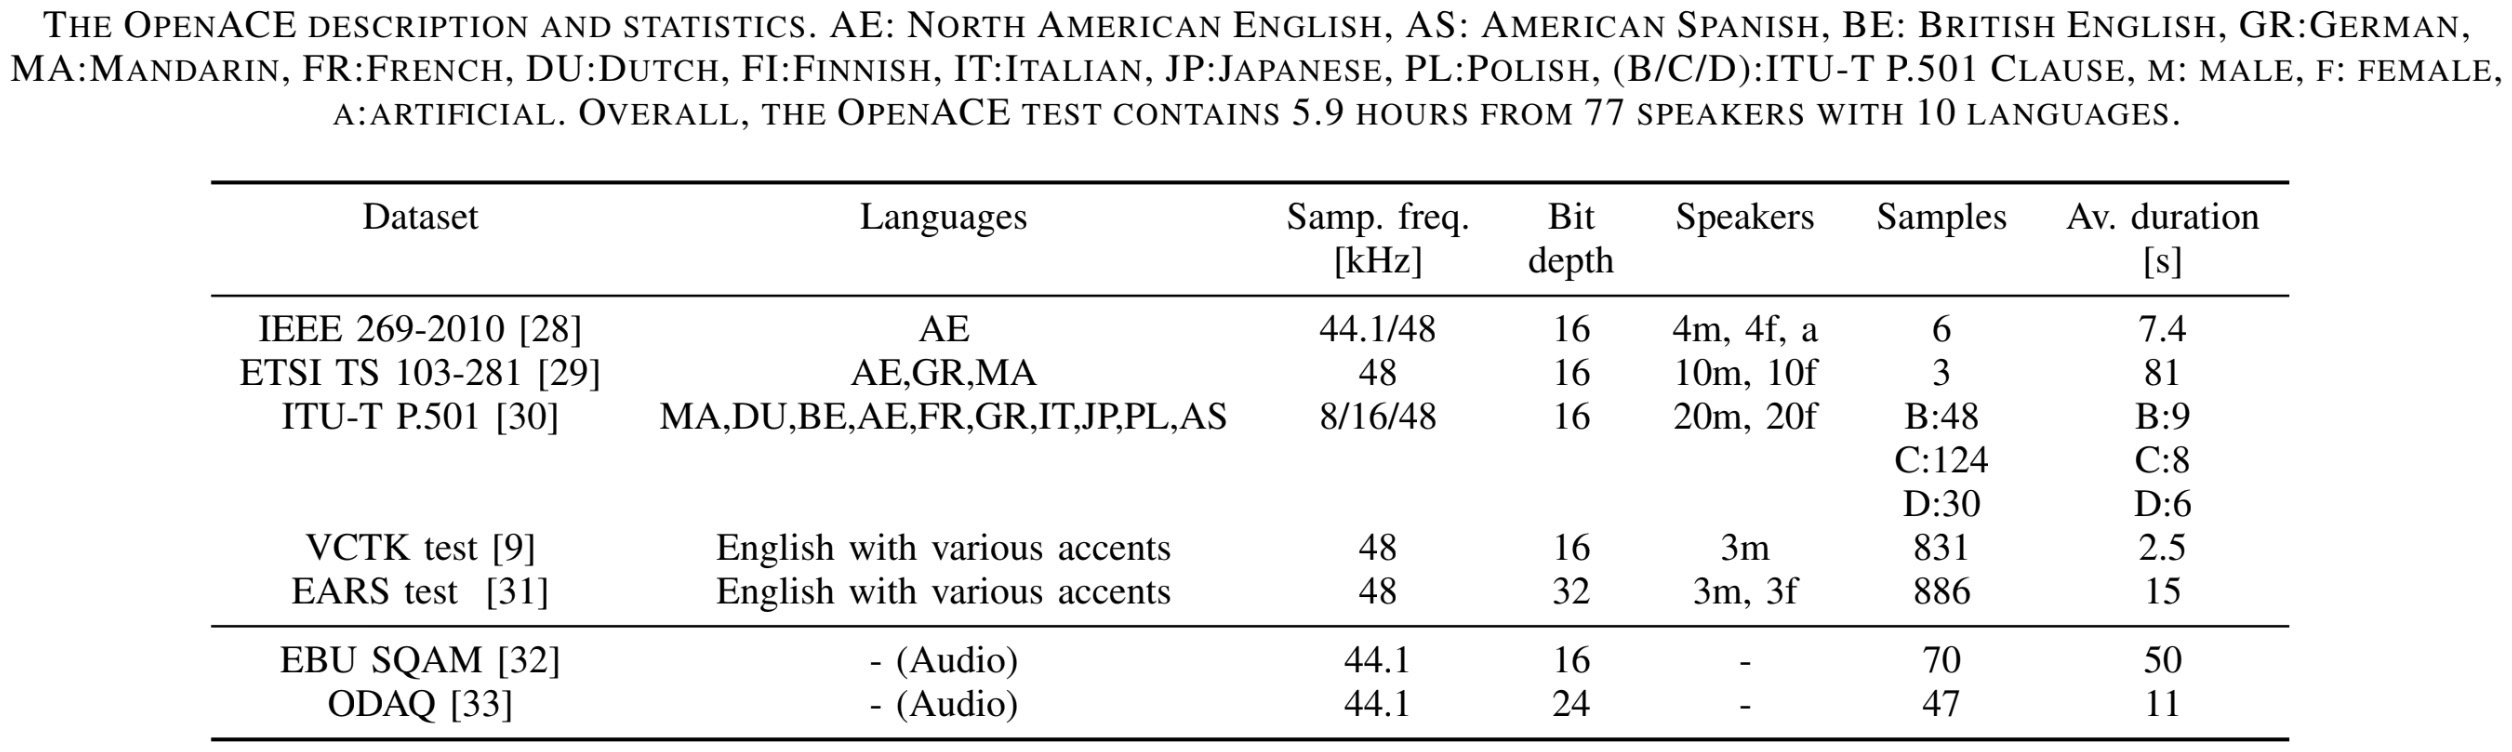 THE OPENACE DESCRIPTION AND STATISTICS. AE: NORTH AMERICAN ENGLISH, AS: AMERICAN SPANISH, BE: BRITISH ENGLISH, GR:GERMAN,
MA:MANDARIN, FR:FRENCH, DU:DUTCH, FI:FINNISH, IT:ITALIAN, JP:JAPANESE, PL:POLISH, (B/C/D):ITU-T P.501 CLAUSE, M: MALE, F: FEMALE,
A:ARTIFICIAL. OVERALL, THE OPENACE TEST CONTAINS 5.9 HOURS FROM 77 SPEAKERS WITH 10 LANGUAGES.
Dataset Languages Samp. freq. Bit Speakers Samples Av. duration
[kHz] depth [s]
IEEE 269-2010 [28] AE 44.1/48 16 4m, 4f, a 6 7.4
ETSI TS 103-281 [29] AE,GR,MA 48 16 10m, 10f 3 81
ITU-T P.501 [30] MA,DU,BE,AE,FR,GR,IT,JP,PL,AS 8/16/48 16 20m, 20f B:48 B:9
C:124 C:8
D:30 D:6
VCTK test [9] English with various accents 48 16 3m 831 2.5
EARS test [31] English with various accents 48 32 3m, 3f 886 15
EBU SQAM [32] - (Audio) 44.1 16 - 70 50
ODAQ [33] - (Audio) 44.1 24 - 47 11